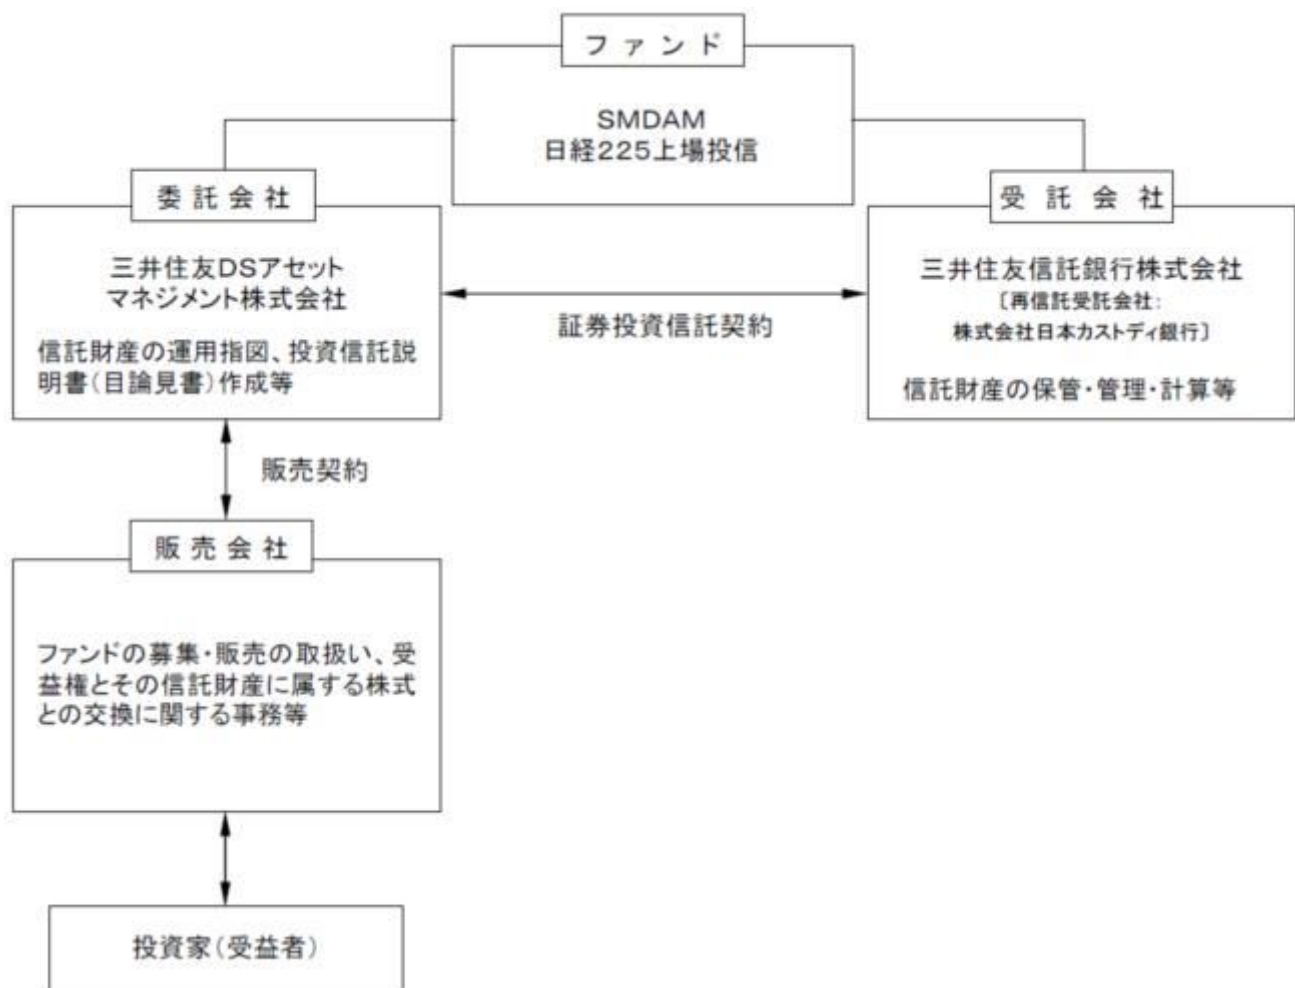 ファンド
SMDAM
日経225上場投信
委託会社
三井住友DSアセット
マネジメント株式会社
信託財産の運用指図、投資信託説
明書(目論見書)作成等
受託会社
三井住友信託銀行株式会社
〔再信託受託会社:
株式会社日本カストディ銀行〕
信託財産の保管・管理・計算等
証券投資信託契約
販売契約
販売会社
ファンドの募集・販売の取扱い、受
益権とその信託財産に属する株式
との交換に関する事務等
投資家(受益者)